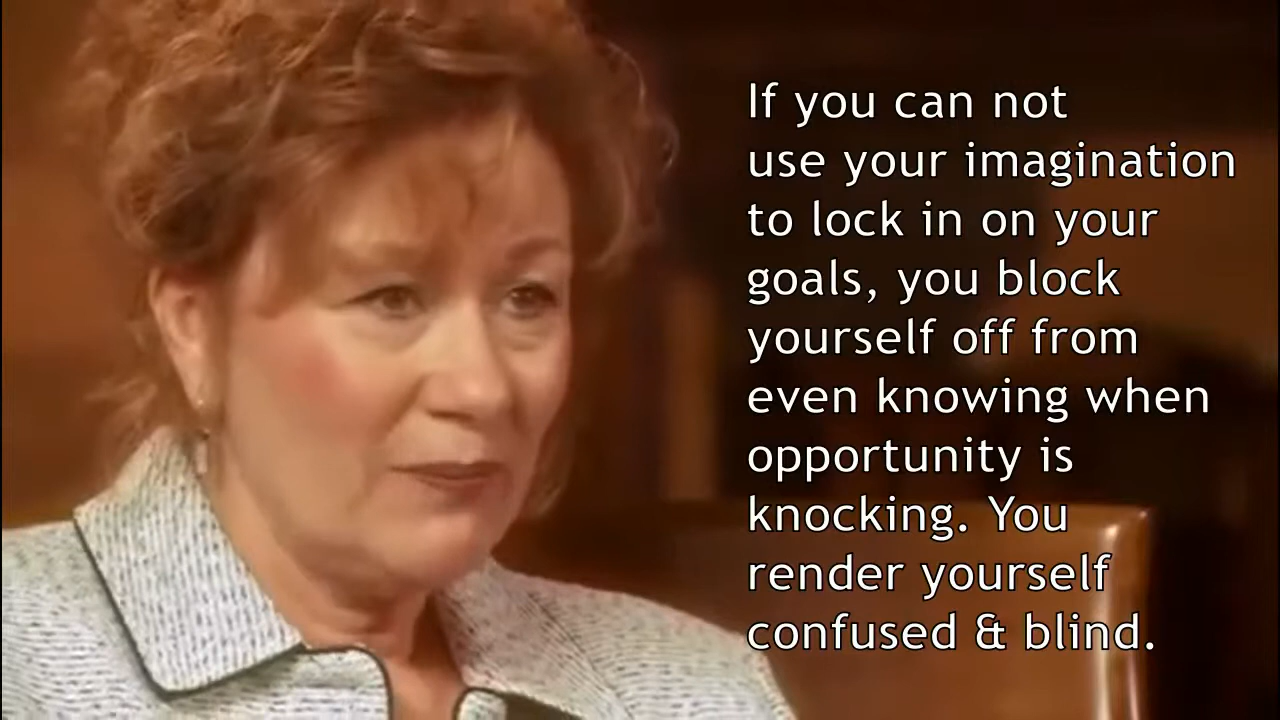 If you can not
use your imagination
to lock in on your
goals, you block
yourself off from
even knowing when
opportunity is
knocking. You
render yourself
confused & blind.